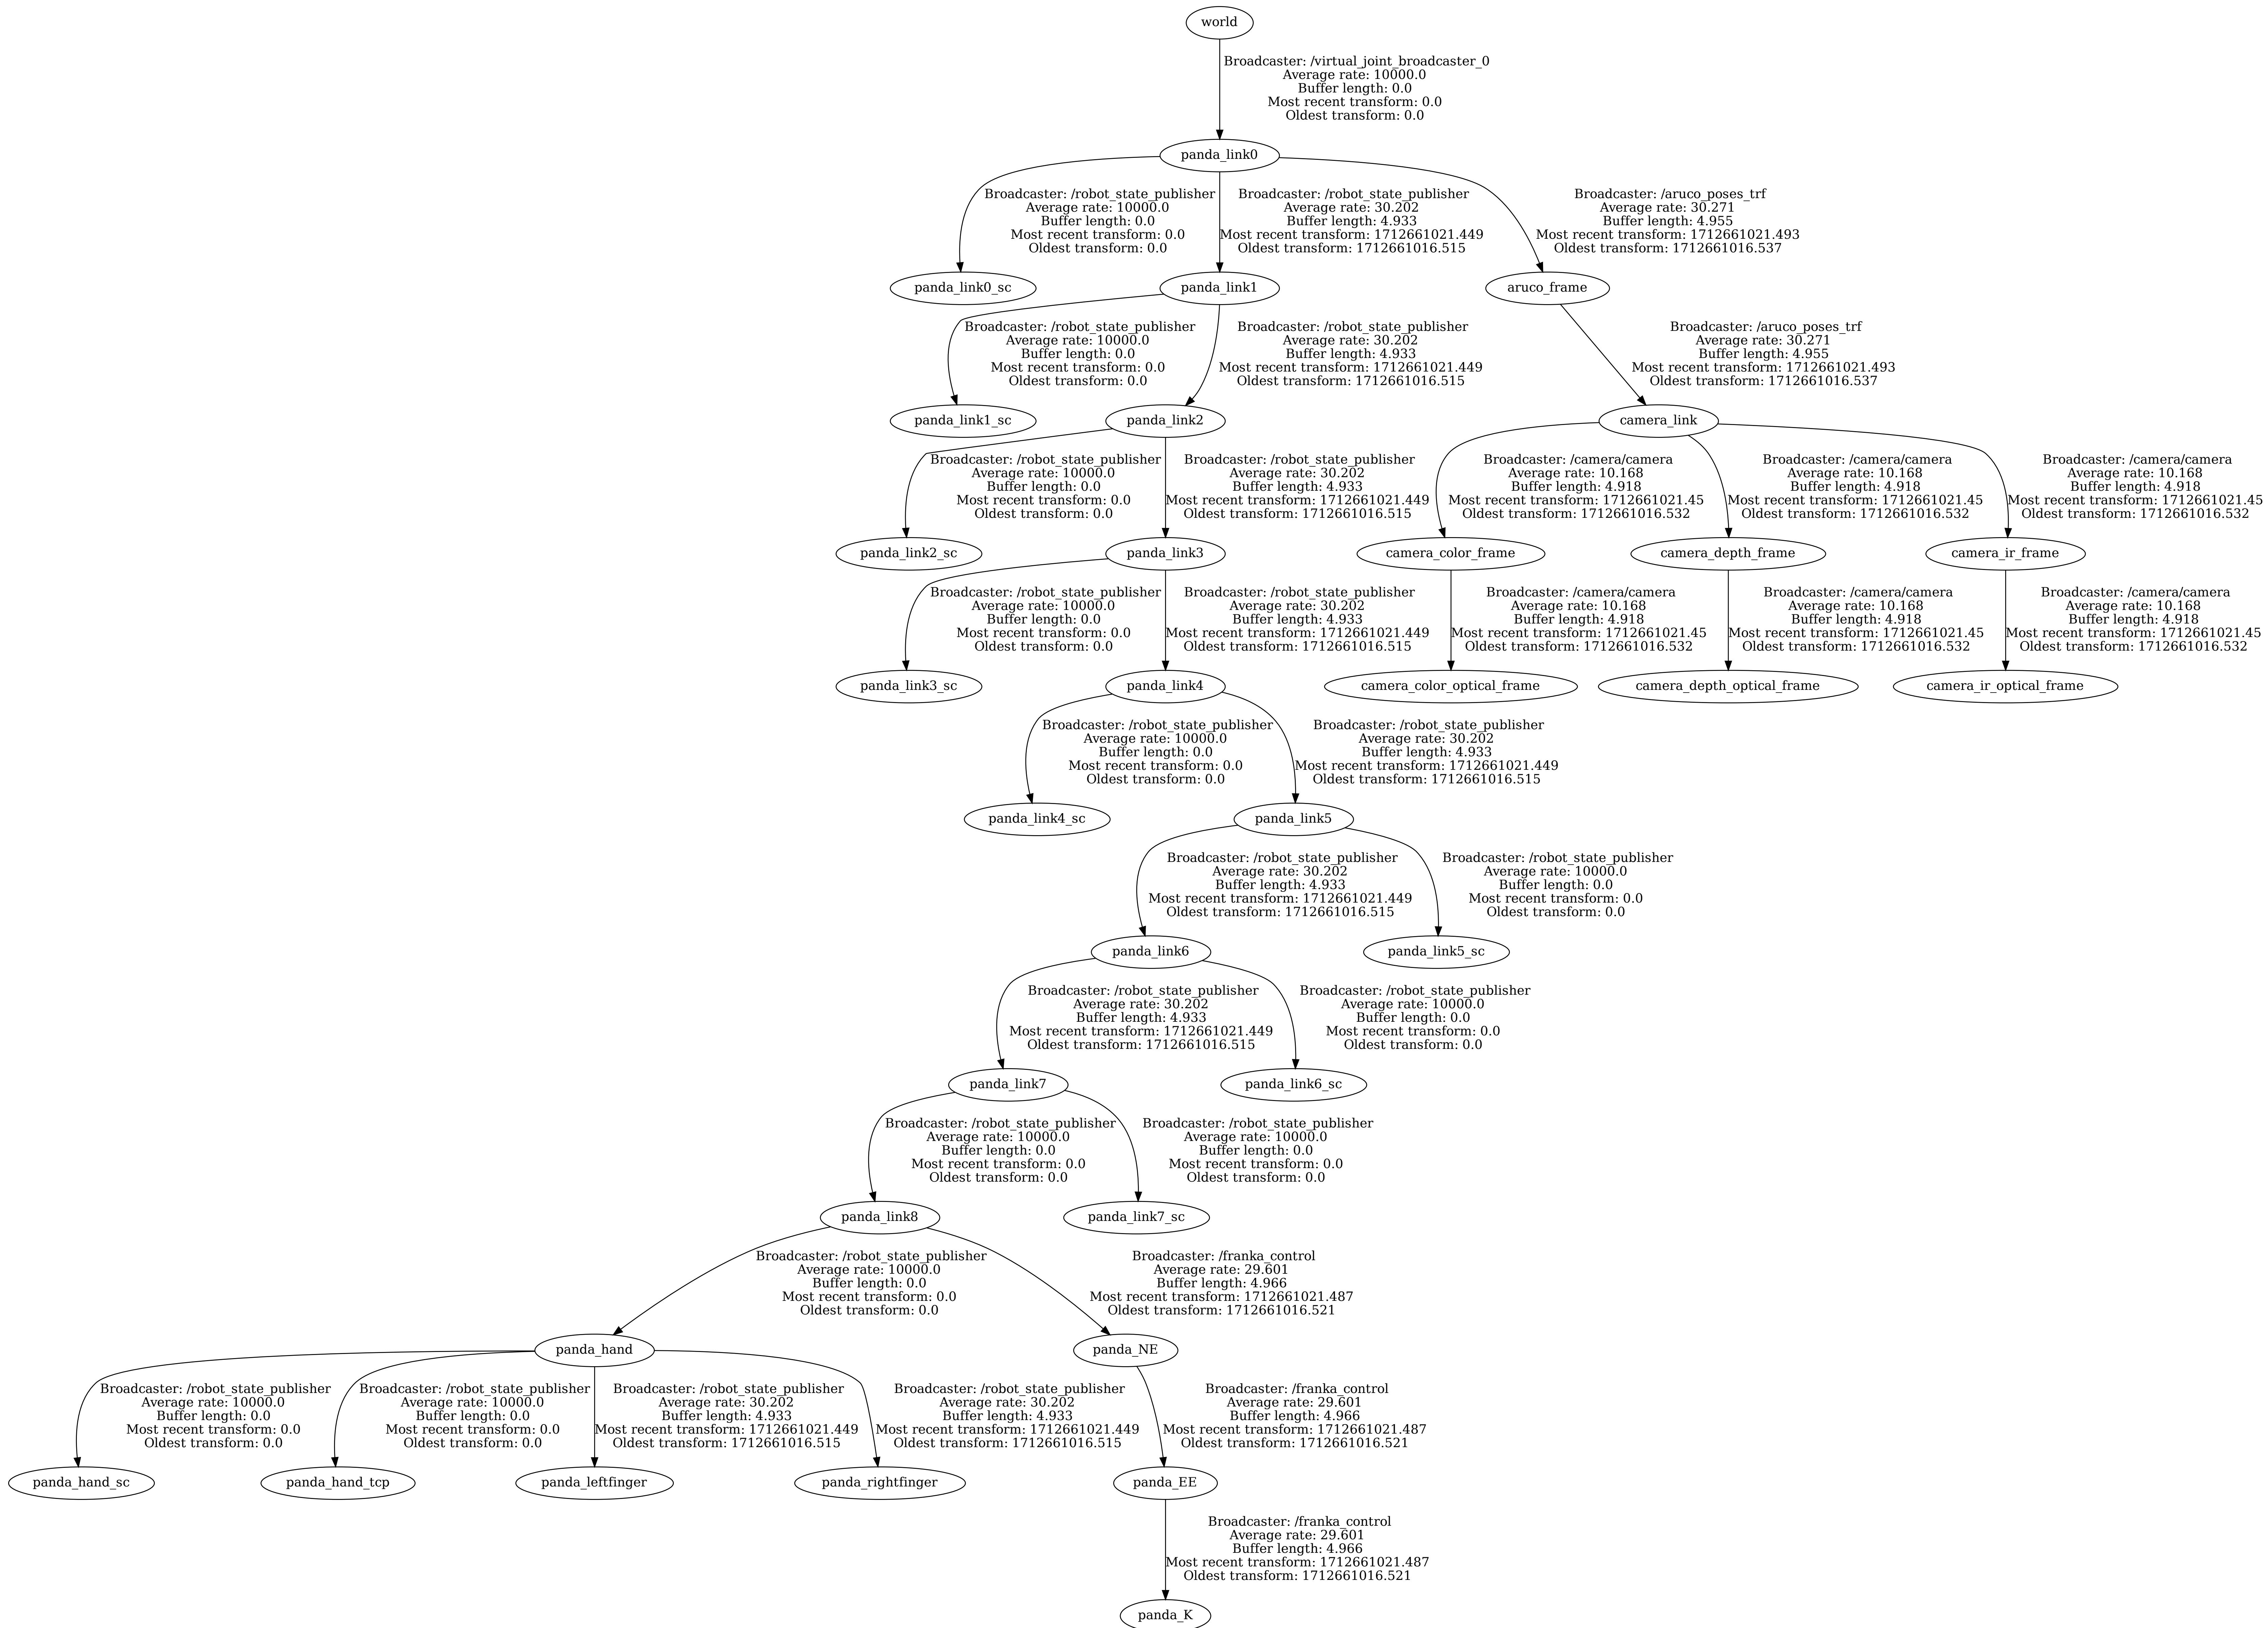 world
Broadcaster: /virtual_joint_broadcaster_0
Average rate: 10000.0
Buffer length: 0.0
Most recent transform: 0.0
Oldest transform: 0.0
panda_link0
Broadcaster: /robot_state_publisher
Average rate: 10000.0
Buffer length: 0.0
Most recent transform: 0.0
Oldest transform: 0.0
Broadcaster: /robot_state_publisher
Average rate: 30.202
Buffer length: 4.933
Most recent transform: 1712661021.449
Oldest transform: 1712661016.515
Broadcaster: /aruco_poses_trf
Average rate: 30.271
Buffer length: 4.955
Most recent transform: 1712661021.493
Oldest transform: 1712661016.537
panda_link0_sc
panda_link1
aruco_frame
Broadcaster: /robot_state_publisher
Average rate: 10000.0
Buffer length: 0.0
Most recent transform: 0.0
Oldest transform: 0.0
Broadcaster: /robot_state_publisher
Average rate: 30.202
Buffer length: 4.933
Most recent transform: 1712661021.449
Oldest transform: 1712661016.515
Broadcaster: /aruco_poses_trf
Average rate: 30.271
Buffer length: 4.955
Most recent transform: 1712661021.493
Oldest transform: 1712661016.537
panda_link1_sc
panda_link2
camera_link
Broadcaster: /robot_state_publisher
Average rate: 10000.0
Buffer length: 0.0
Most recent transform: 0.0
Oldest transform: 0.0
Broadcaster: /robot_state_publisher
Average rate: 30.202
Buffer length: 4.933
Most recent transform: 1712661021.449
Oldest transform: 1712661016.515
Broadcaster: /camera/camera
Average rate: 10.168
Buffer length: 4.918
Most recent transform: 1712661021.45
Oldest transform: 1712661016.532
Broadcaster: /camera/camera
Average rate: 10.168
Buffer length: 4.918
Most recent transform: 1712661021.45
Oldest transform: 1712661016.532
Broadcaster: /camera/camera
Average rate: 10.168
Buffer length: 4.918
Most recent transform: 1712661021.45
Oldest transform: 1712661016.532
panda_link2_sc
panda_link3
camera_color_frame
camera_depth_frame
camera_ir_frame
Broadcaster: /robot_state_publisher
Average rate: 10000.0
Buffer length: 0.0
Most recent transform: 0.0
Oldest transform: 0.0
Broadcaster: /robot_state_publisher
Average rate: 30.202
Buffer length: 4.933
Most recent transform: 1712661021.449
Oldest transform: 1712661016.515
Broadcaster: /camera/camera
Average rate: 10.168
Buffer length: 4.918
Most recent transform: 1712661021.45
Oldest transform: 1712661016.532
Broadcaster: /camera/camera
Average rate: 10.168
Buffer length: 4.918
Most recent transform: 1712661021.45
Oldest transform: 1712661016.532
Broadcaster: /camera/camera
Average rate: 10.168
Buffer length: 4.918
Most recent transform: 1712661021.45
Oldest transform: 1712661016.532
panda_link3_sc
panda_link4
camera_color_optical_frame
camera_depth_optical_frame
camera_ir_optical_frame
Broadcaster: /robot_state_publisher
Average rate: 10000.0
Buffer length: 0.0
Most recent transform: 0.0
Oldest transform: 0.0
Broadcaster: /robot_state_publisher
Average rate: 30.202
Buffer length: 4.933
Most recent transform: 1712661021.449
Oldest transform: 1712661016.515
panda_link4_sc
panda_link5
Broadcaster: /robot_state_publisher
Average rate: 30.202
Buffer length: 4.933
Most recent transform: 1712661021.449
Oldest transform: 1712661016.515
Broadcaster: /robot_state_publisher
Average rate: 10000.0
Buffer length: 0.0
Most recent transform: 0.0
Oldest transform: 0.0
panda_link6
panda_link5_sc
Broadcaster: /robot_state_publisher
Average rate: 30.202
Buffer length: 4.933
Most recent transform: 1712661021.449
Oldest transform: 1712661016.515
Broadcaster: /robot_state_publisher
Average rate: 10000.0
Buffer length: 0.0
Most recent transform: 0.0
Oldest transform: 0.0
panda_link7
panda_link6_sc
Broadcaster: /robot_state_publisher
Average rate: 10000.0
Buffer length: 0.0
Most recent transform: 0.0
Oldest transform: 0.0
Broadcaster: /robot_state_publisher
Average rate: 10000.0
Buffer length: 0.0
Most recent transform: 0.0
Oldest transform: 0.0
panda_link8
panda_link7_sc
Broadcaster: /robot_state_publisher
Average rate: 10000.0
Buffer length: 0.0
Most recent transform: 0.0
Oldest transform: 0.0
Broadcaster: /franka_control
Average rate: 29.601
Buffer length: 4.966
Most recent transform: 1712661021.487
Oldest transform: 1712661016.521
panda_hand
panda_NE
Broadcaster: /robot_state_publisher
Average rate: 10000.0
Buffer length: 0.0
Most recent transform: 0.0
Oldest transform: 0.0
Broadcaster: /robot_state_publisher
Average rate: 10000.0
Buffer length: 0.0
Most recent transform: 0.0
Oldest transform: 0.0
Broadcaster: /robot_state_publisher
Average rate: 30.202
Buffer length: 4.933
Most recent transform: 1712661021.449
Oldest transform: 1712661016.515
Broadcaster: /robot_state_publisher
Average rate: 30.202
Buffer length: 4.933
Most recent transform: 1712661021.449
Oldest transform: 1712661016.515
Broadcaster: /franka_control
Average rate: 29.601
Buffer length: 4.966
Most recent transform: 1712661021.487
Oldest transform: 1712661016.521
panda_hand_sc
panda_hand_tcp
panda_leftfinger
panda_rightfinger
panda_EE
Broadcaster: /franka_control
Average rate: 29.601
Buffer length: 4.966
Most recent transform: 1712661021.487
Oldest transform: 1712661016.521
panda_K